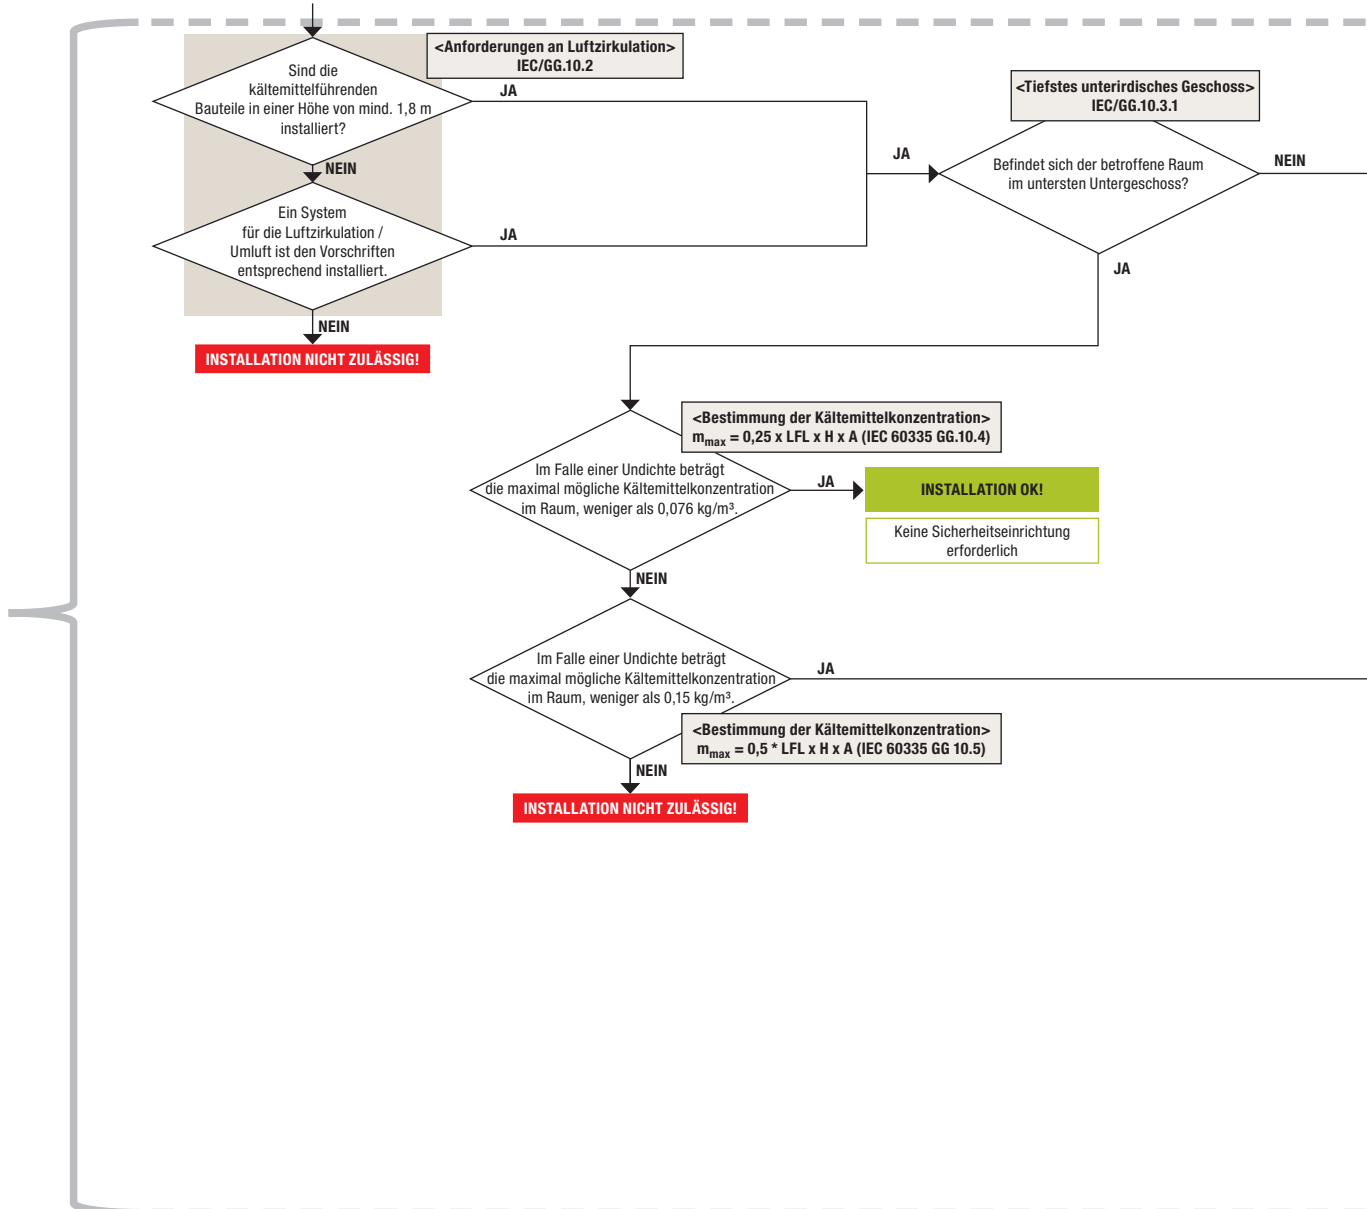 <Anforderungen an Luftzirkulation>
IEC/GG.10.2
Sind die
kältemittelführenden
Bauteile in einer Höhe von mind. 1,8 m
installiert?
JA
NEIN
Ein System
für die Luftzirkulation /
Umluft ist den Vorschriften
entsprechend installiert.
JA
NEIN
INSTALLATION NICHT ZULÄSSIG!
JA
<Tiefstes unterirdisches Geschoss>
IEC/GG.10.3.1
Befindet sich der betroffene Raum
im untersten Untergeschoss?
NEIN
JA
<Bestimmung der Kältemittelkonzentration>
mmax = 0,25 x LFL x H x A (IEC 60335 GG.10.4)
Im Falle einer Undichte beträgt
die maximal mögliche Kältemittelkonzentration
im Raum, weniger als 0,076 kg/m³.
JA
INSTALLATION OK!
Keine Sicherheitseinrichtung
erforderlich
NEIN
Im Falle einer Undichte beträgt
die maximal mögliche Kältemittelkonzentration
im Raum, weniger als 0,15 kg/m³.
JA
<Bestimmung der Kältemittelkonzentration>
mmax = 0,5 * LFL x H x A (IEC 60335 GG 10.5)
NEIN
INSTALLATION NICHT ZULÄSSIG!